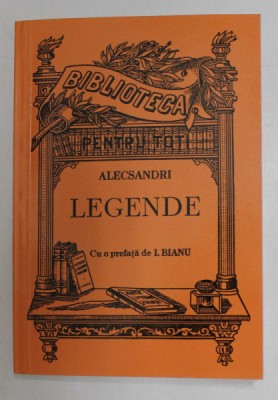 BIBLIOTECA
PENTRU TOȚI
ALECSANDRI
LEGENDE
Cu o prefață de I. BIANU